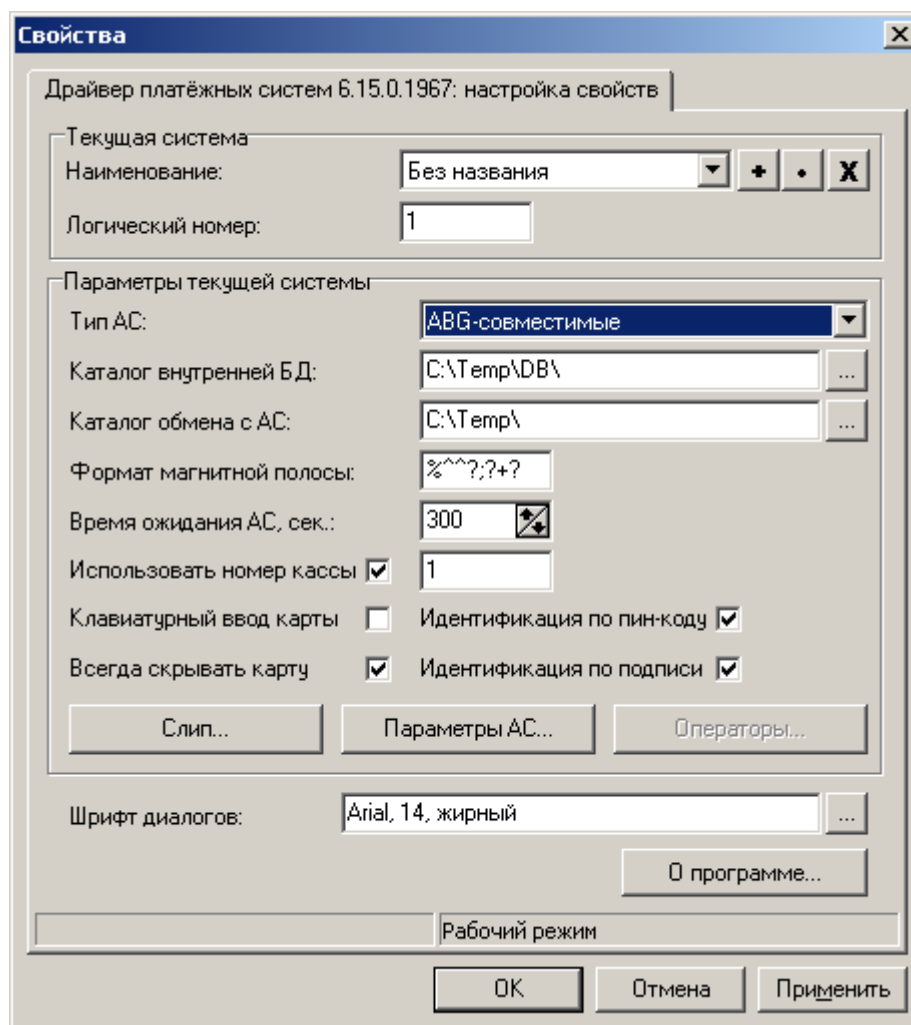 Свойства
Драйвер платёжных систем 6.15.0.1967: настройка свойств
Текущая система
Наименование: Без названия + • X
Логический номер: 1
Параметры текущей системы
Тип АС: ABG-совместимые
Каталог внутренней БД: C:\Temp\DB\ ...
Каталог обмена с АС: C:\Temp\ ...
Формат магнитной полосы: %^^?;?+?
Время ожидания АС, сек.: 300
Использовать номер кассы 1
Клавиатурный ввод карты Идентификация по пин-коду
Всегда скрывать карту Идентификация по подписи
Слип... Параметры АС... Операторы...
Шрифт диалогов: Arial, 14, жирный ...
О программе...
Рабочий режим
OK Отмена Применить